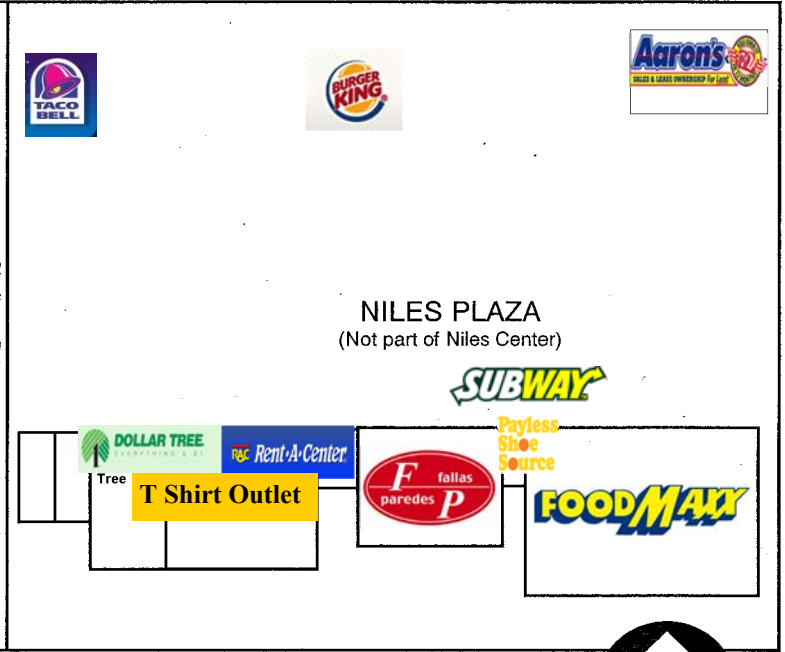 TACO
BELL
BURGER
KING
Aaron's
SALES & LEASE OWNERSHIP For Less!
NILES PLAZA
(Not part of Niles Center)
SUBWAY
DOLLAR TREE
RAC Rent-A-Center
Payless
Shoe
Source
Tree
T Shirt Outlet
F fallas
paredes P
FOODMAXX